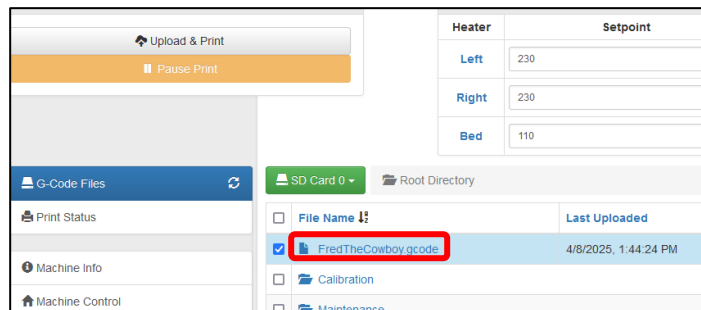 Upload & Print
Pause Print
Heater Setpoint
Left 230
Right 230
Bed 110
G-Code Files
Print Status
Machine Info
Machine Control
SD Card 0 Root Directory
File Name Last Uploaded
FredTheCowboy.gcode 4/8/2025, 1:44:24 PM
Calibration
Maintenance